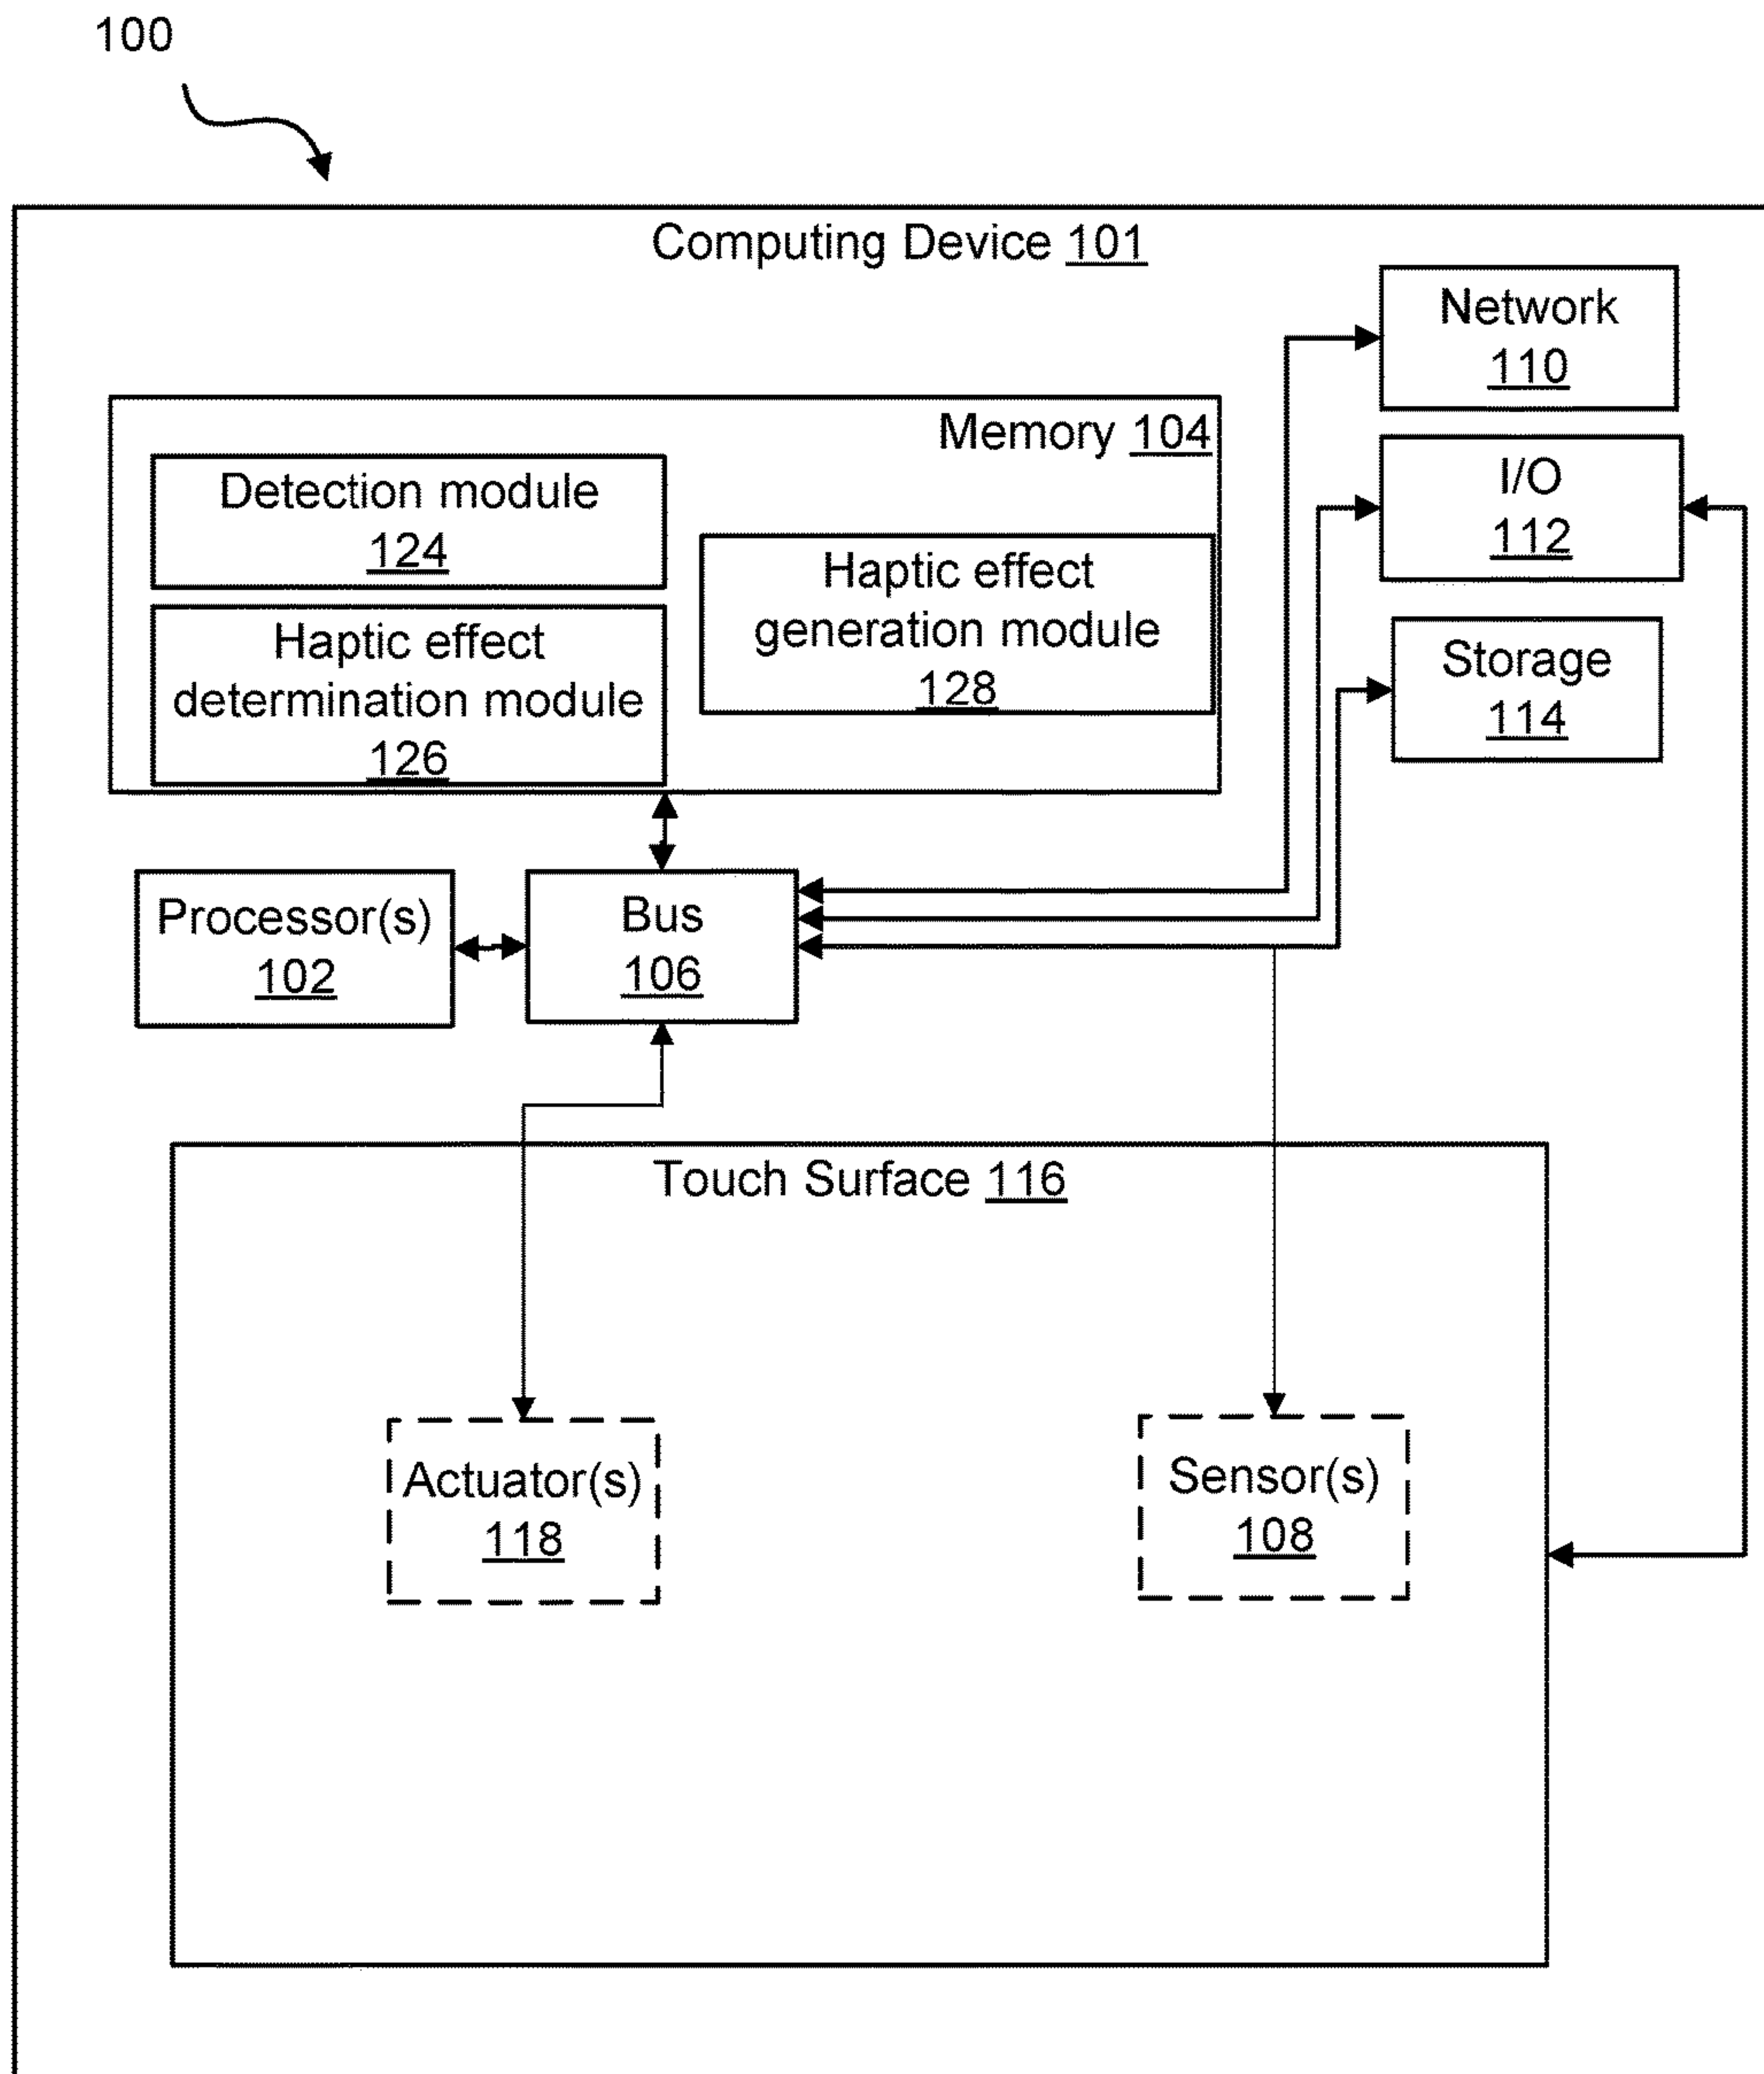 100
Computing Device 101
Network
110
Memory 104
I/O
112
Detection module
124
Haptic effect
generation module
128
Haptic effect
determination module
126
Storage
114
Processor(s)
102
Bus
106
Touch Surface 116
Actuator(s)
118
Sensor(s)
108